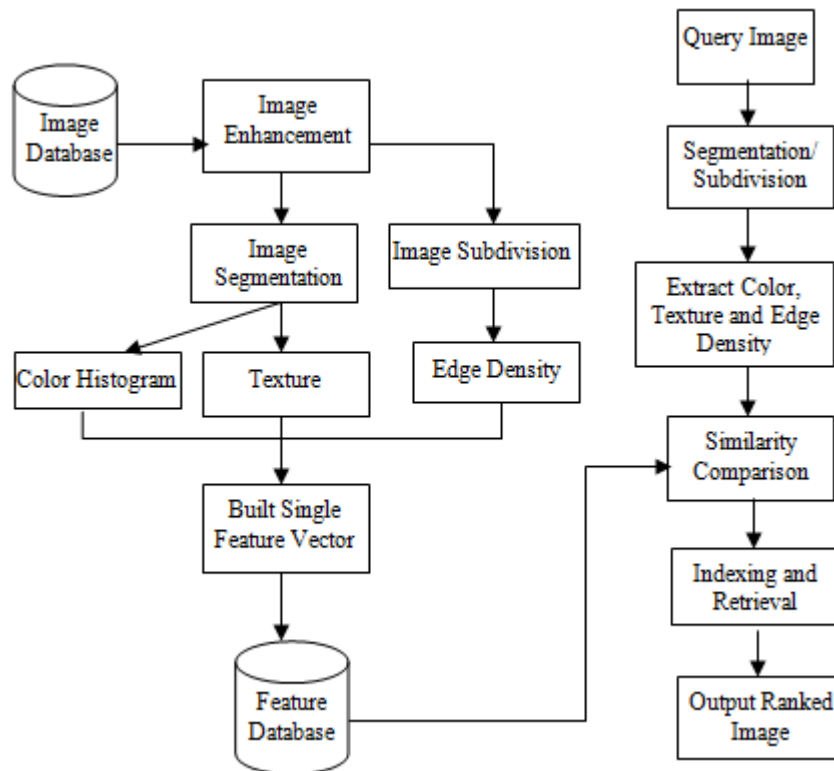 Image
Database
Image
Enhancement
Image
Segmentation
Image Subdivision
Color Histogram
Texture
Edge Density
Built Single
Feature Vector
Feature
Database
Query Image
Segmentation/
Subdivision
Extract Color,
Texture and Edge
Density
Similarity
Comparison
Indexing and
Retrieval
Output Ranked
Image